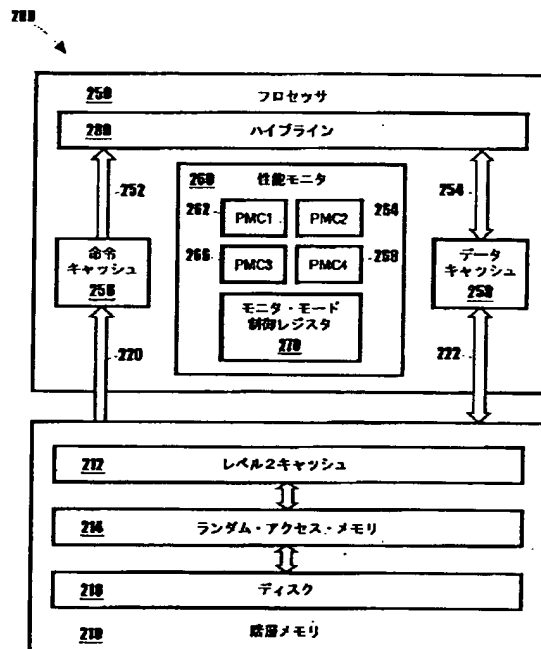 200
250 フロセッサ
280 ハイプライン
252
254
260 性能モニタ
262 PMC1 PMC2 264
266 PMC3 PMC4 268
命令
キャッシュ
256
データ
キャッシュ
258
モニタ・モード
制御レジスタ
270
220
222
212 レベル2キャッシュ
214 ランダム・アクセス・メモリ
218 ディスク
210 階層メモリ